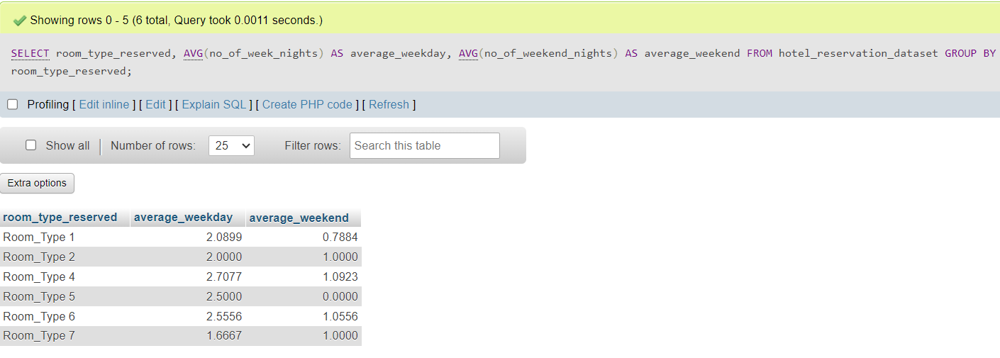 Showing rows 0 - 5 (6 total, Query took 0.0011 seconds.)
SELECT room_type_reserved, AVG(no_of_week_nights) AS average_weekday, AVG(no_of_weekend_nights) AS average_weekend FROM hotel_reservation_dataset GROUP BY
room_type_reserved;
Profiling [ Edit inline ] [ Edit ] [ Explain SQL ] [ Create PHP code ] [ Refresh ]
Show all Number of rows: 25 Filter rows: Search this table
Extra options
room_type_reserved average_weekday average_weekend
Room_Type 1 2.0899 0.7884
Room_Type 2 2.0000 1.0000
Room_Type 4 2.7077 1.0923
Room_Type 5 2.5000 0.0000
Room_Type 6 2.5556 1.0556
Room_Type 7 1.6667 1.0000